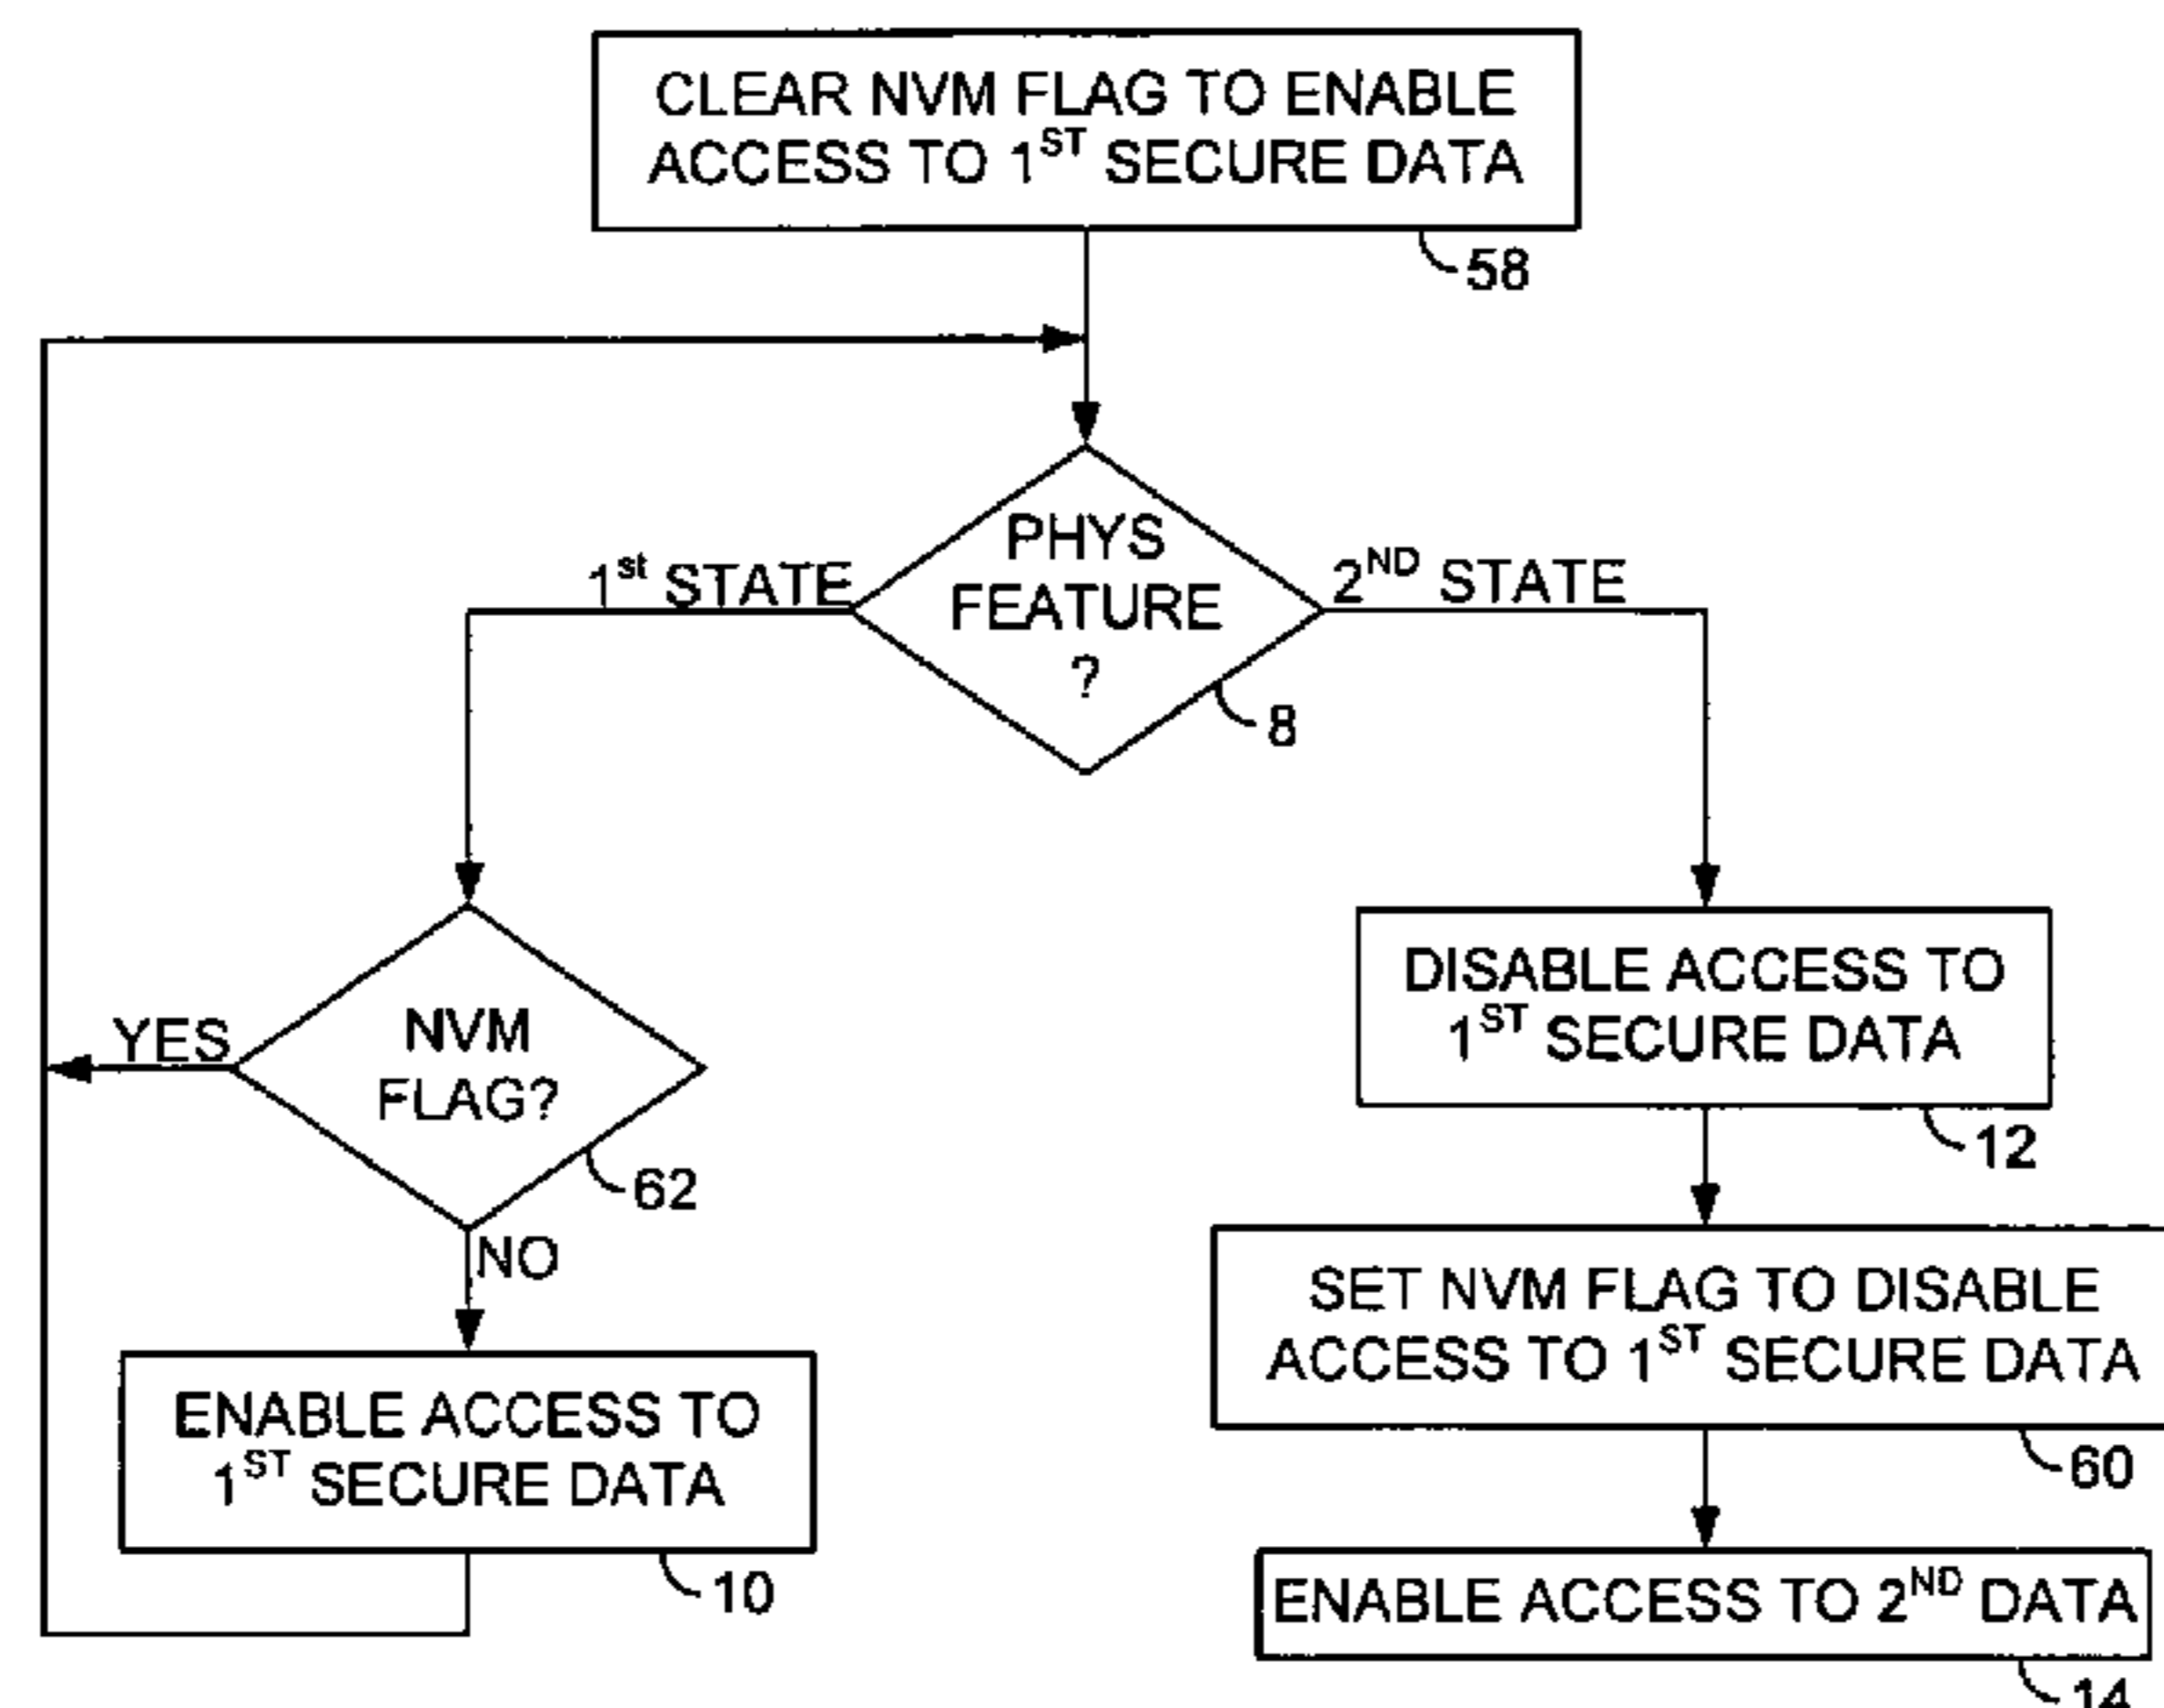 CLEAR NVM FLAG TO ENABLE
ACCESS TO 1ST SECURE DATA
58
PHYS
FEATURE
?
8
1st STATE
2ND STATE
NVM
FLAG?
62
YES
NO
DISABLE ACCESS TO
1ST SECURE DATA
12
SET NVM FLAG TO DISABLE
ACCESS TO 1ST SECURE DATA
60
ENABLE ACCESS TO
1ST SECURE DATA
10
ENABLE ACCESS TO 2ND DATA
14